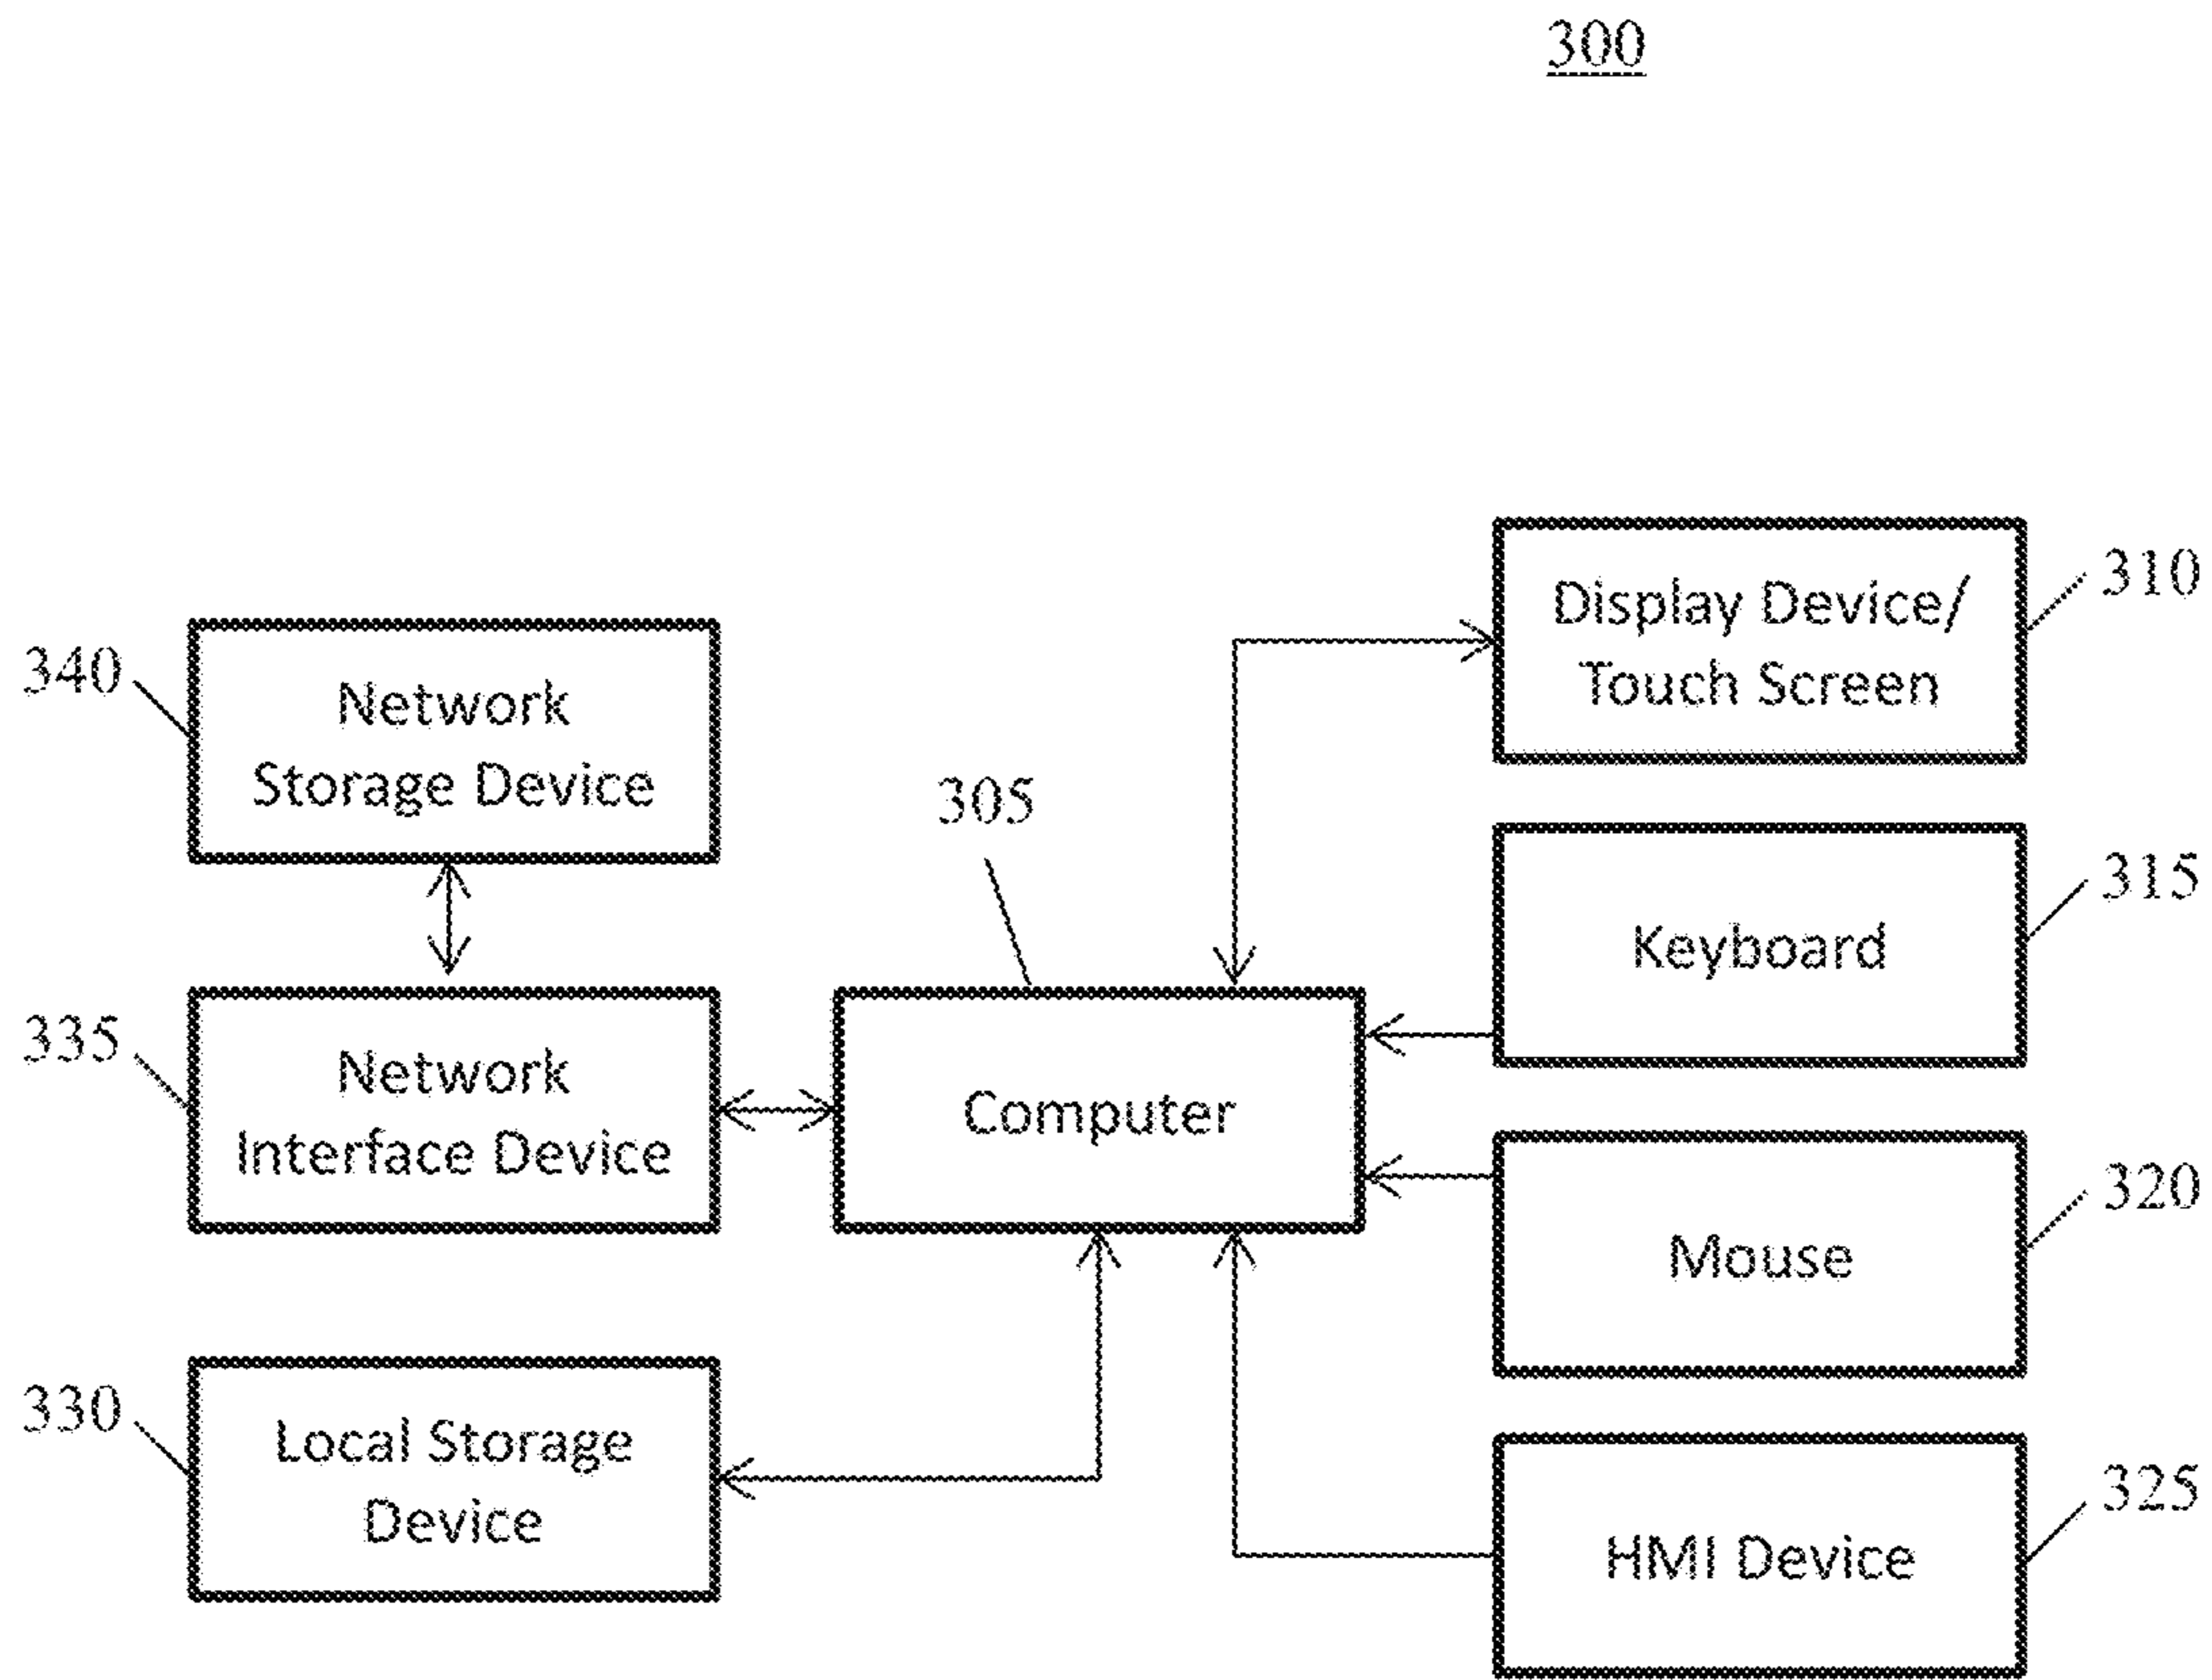 300
Display Device/
Touch Screen
310
340
Network
Storage Device
305
Keyboard
315
335
Network
Interface Device
Computer
Mouse
320
330
Local Storage
Device
HMI Device
325